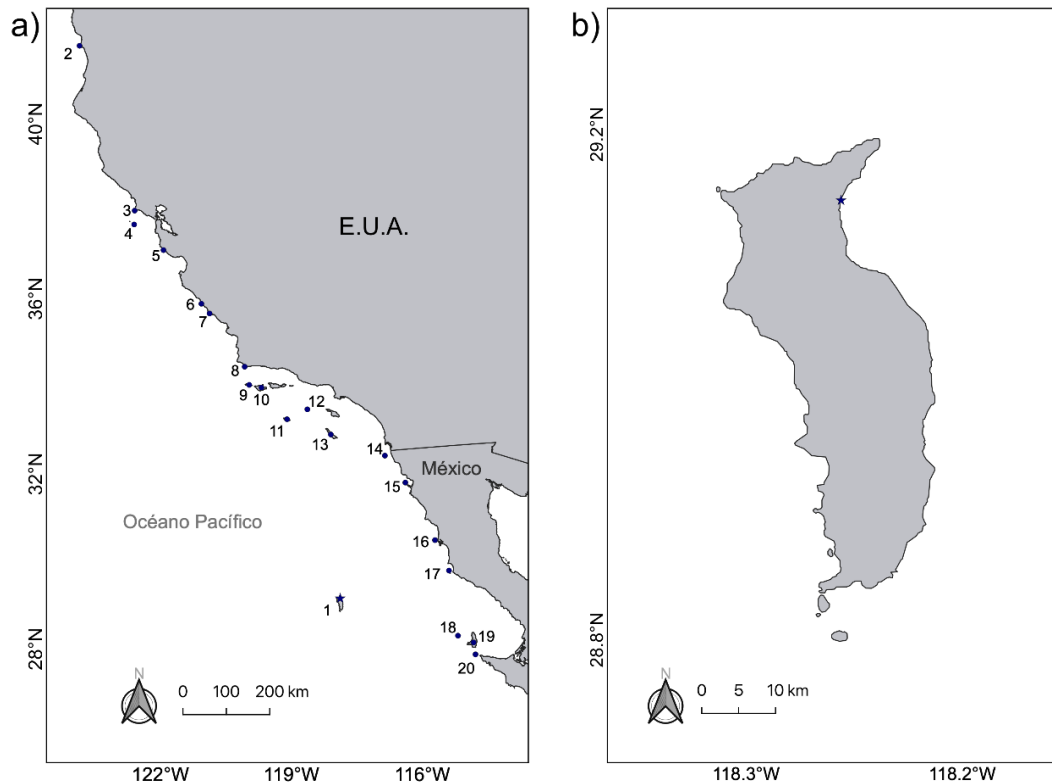 a)
2
40°N
3
4
5
E.U.A.
36°N
6
7
8
9
10
11
12
13
14
32°N
México
15
Océano Pacífico
16
17
1
18
19
20
28°N
N
0 100 200 km
122°W 119°W 116°W
b)
29.2°N
28.8°N
N
0 5 10 km
118.3°W 118.2°W